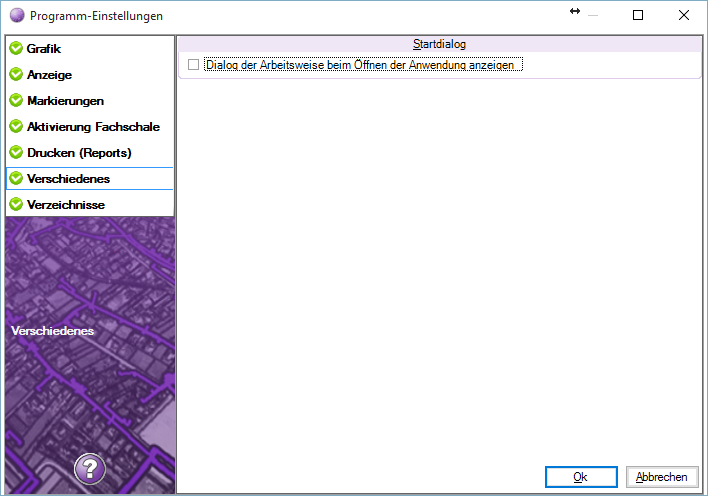 Programm-Einstellungen
Grafik
Anzeige
Markierungen
Aktivierung Fachschale
Drucken (Reports)
Verschiedenes
Verzeichnisse
Verschiedenes
?
Startdialog
Dialog der Arbeitsweise beim Öffnen der Anwendung anzeigen
Ok
Abbrechen